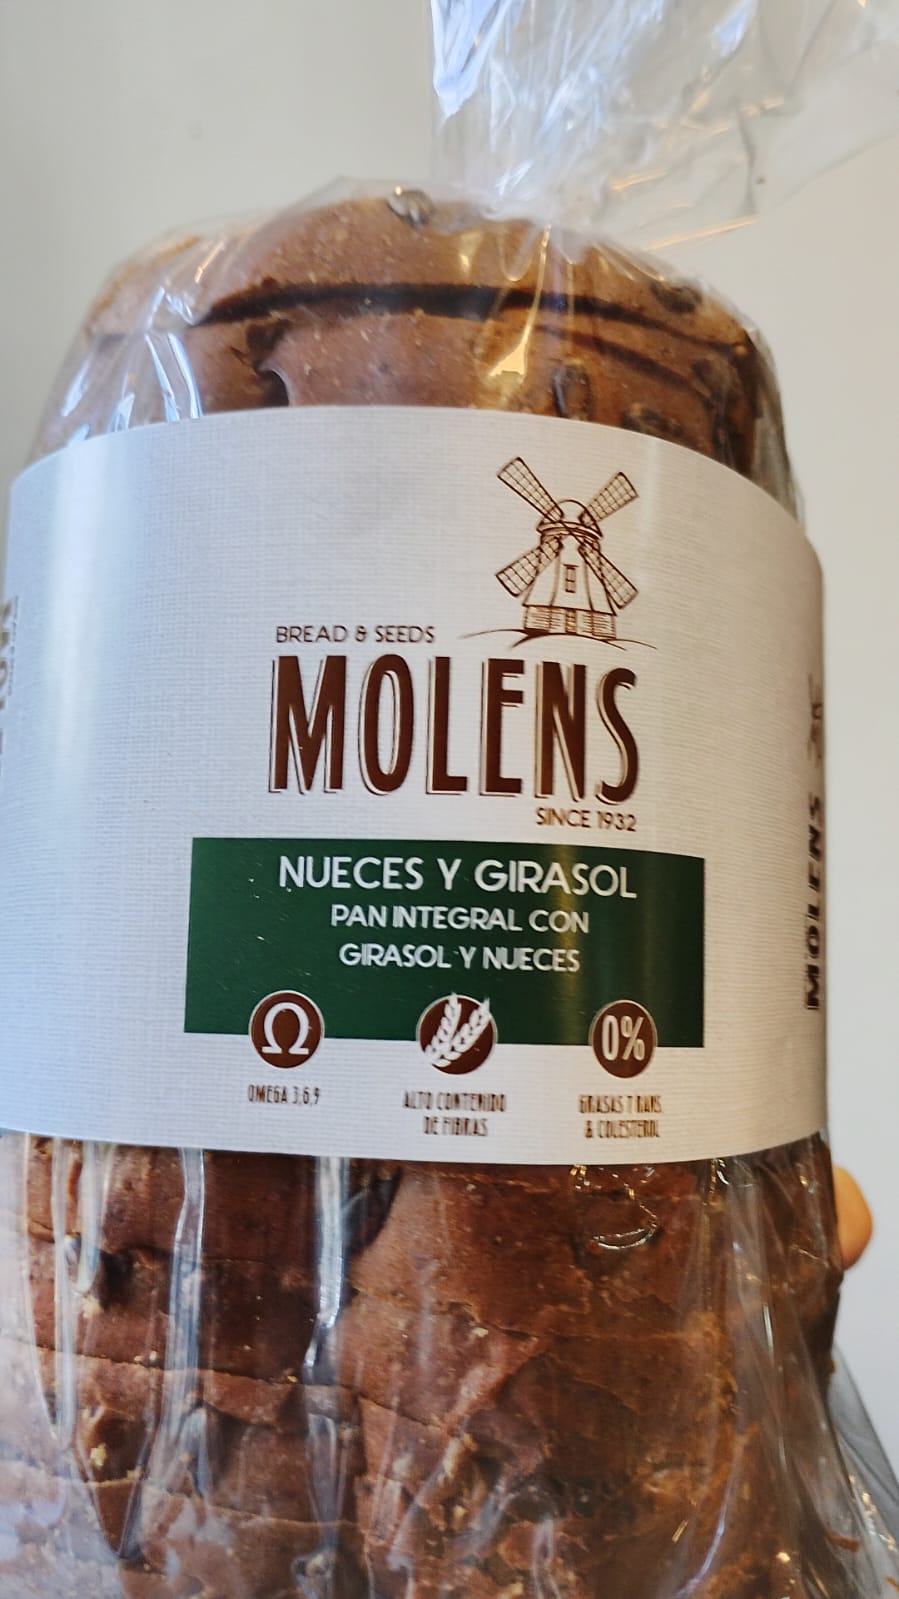 BREAD & SEEDS
MOLENS
SINCE 1932
NUECES Y GIRASOL
PAN INTEGRAL CON
GIRASOL Y NUECES
Ω
0%
OMEGA 3,6,9
ALTO CONTENIDO
DE FIBRAS
GRASAS TRANS
& COLESTEROL
MOLENS